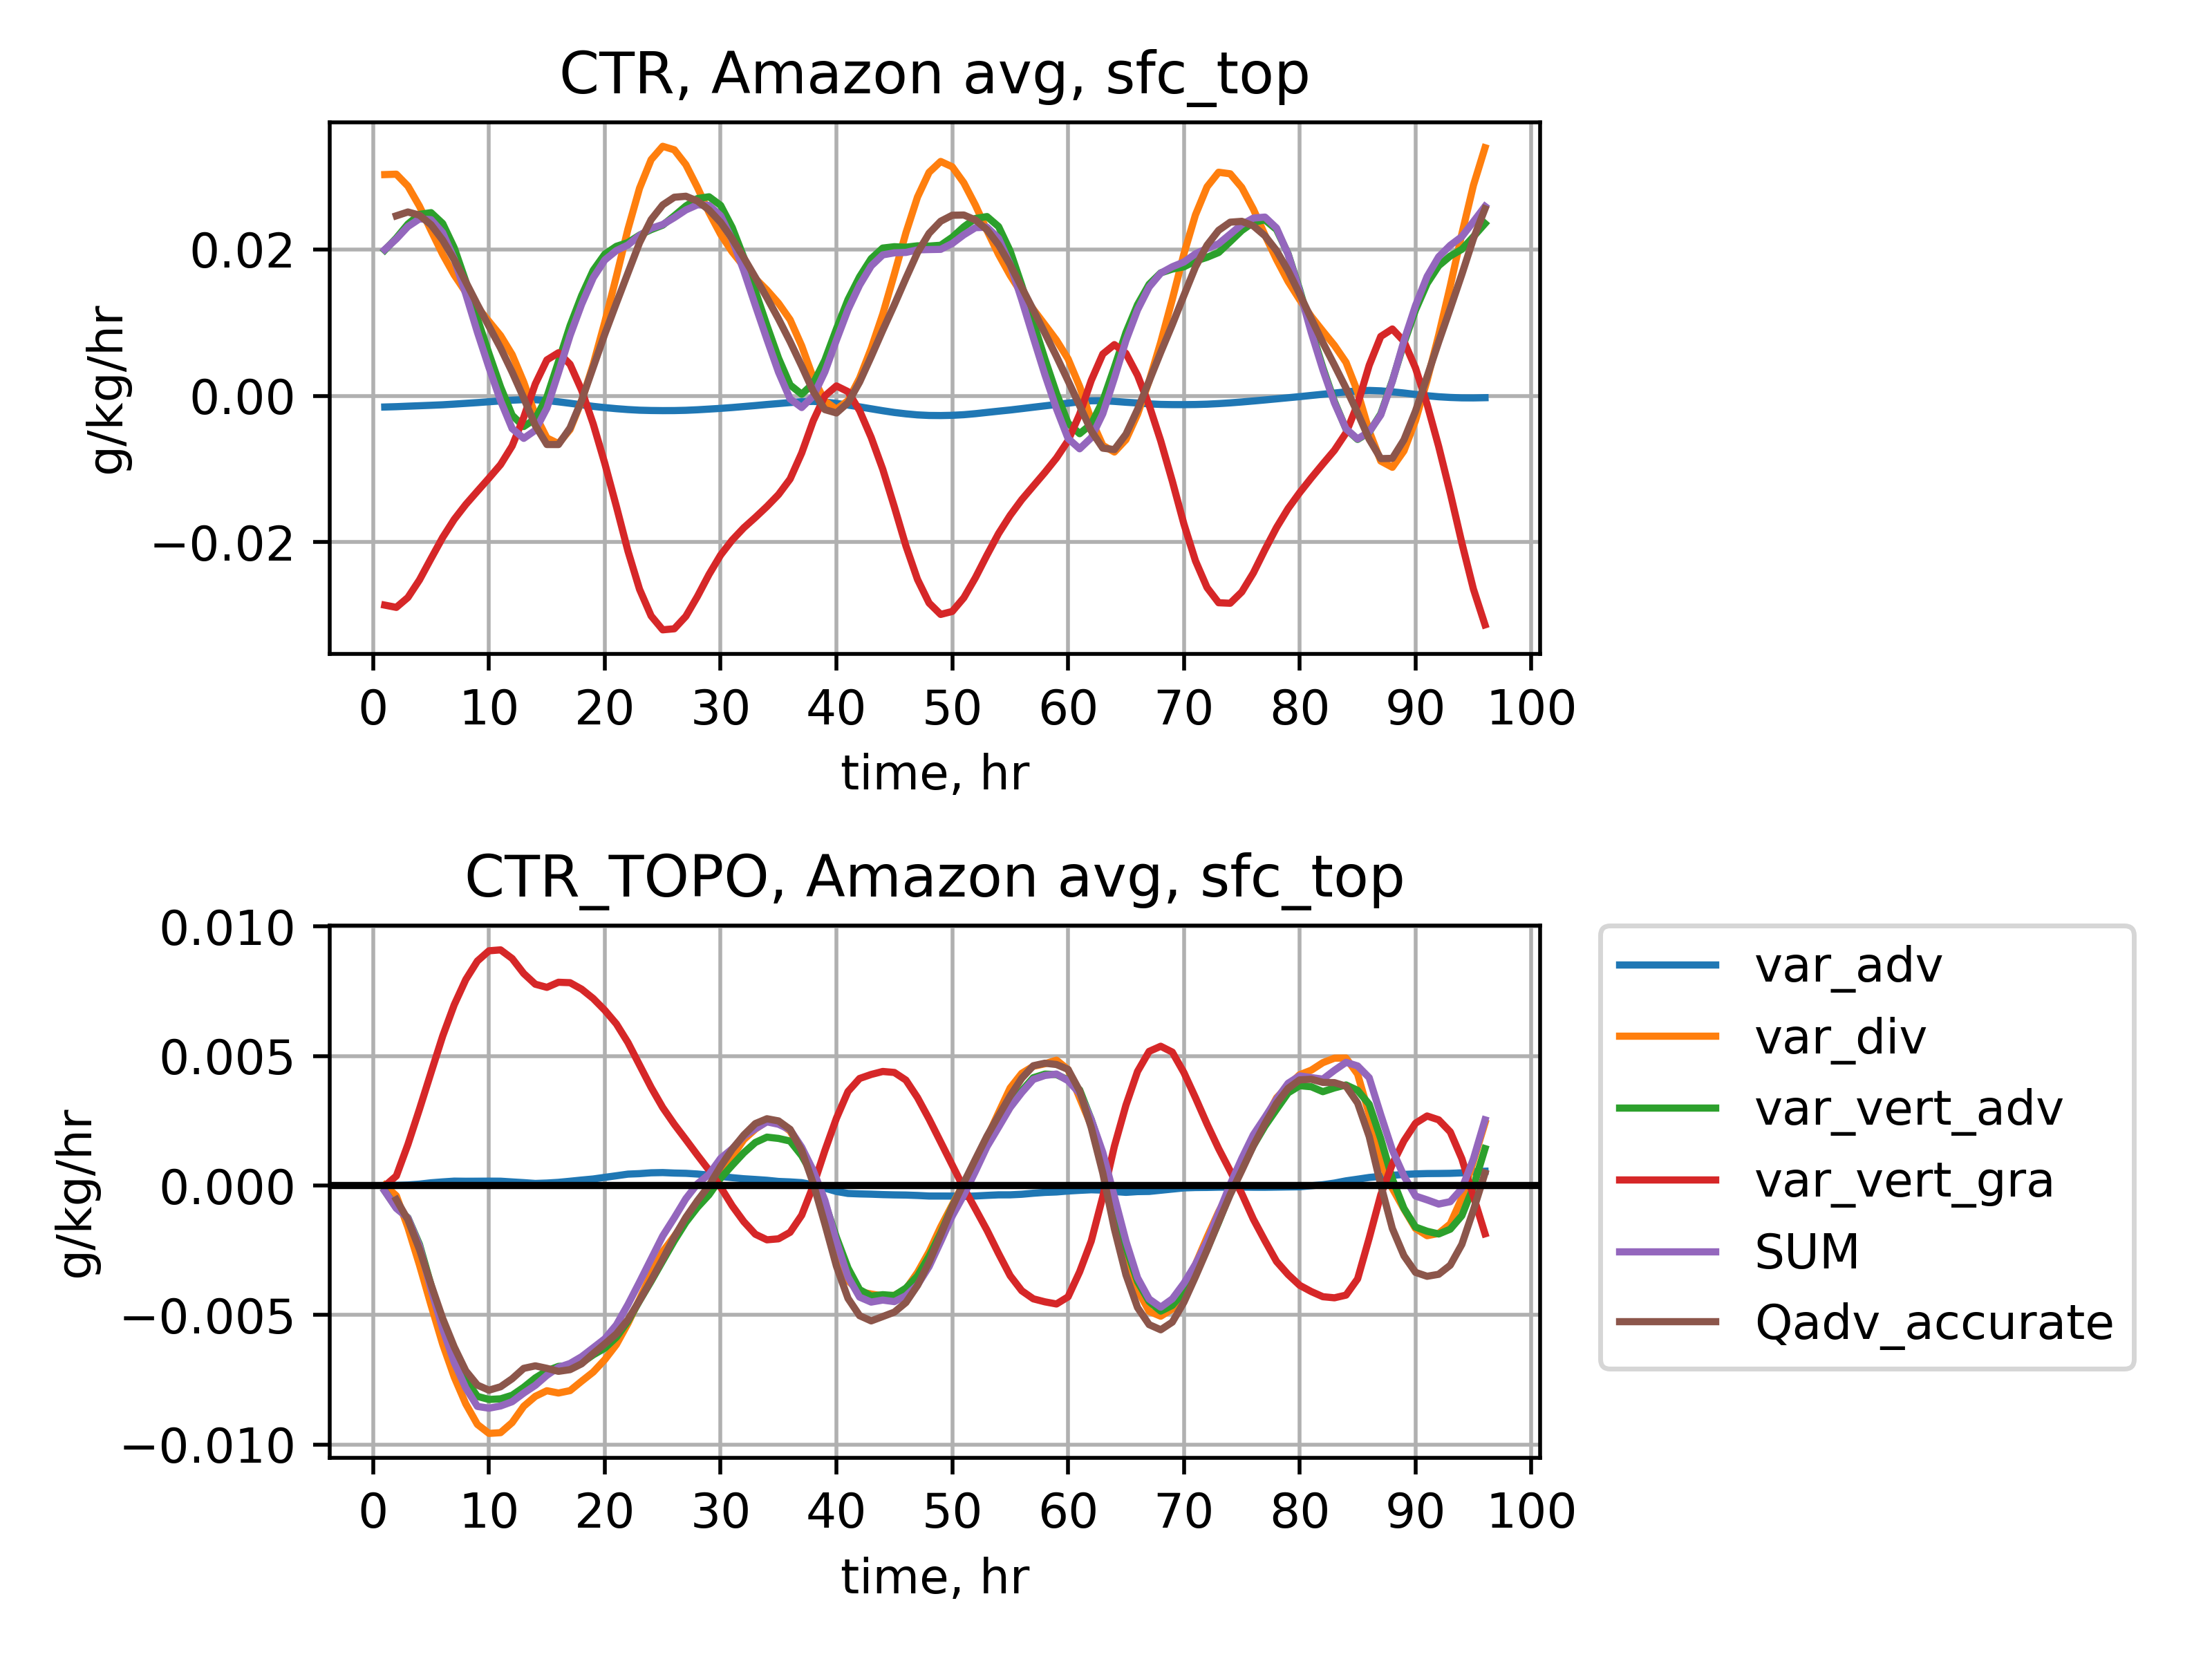 CTR, Amazon avg, sfc_top
g/kg/hr
0.02
0.00
−0.02
0 10 20 30 40 50 60 70 80 90 100
time, hr
CTR_TOPO, Amazon avg, sfc_top
g/kg/hr
0.010
0.005
0.000
−0.005
−0.010
0 10 20 30 40 50 60 70 80 90 100
time, hr
var_adv
var_div
var_vert_adv
var_vert_gra
SUM
Qadv_accurate